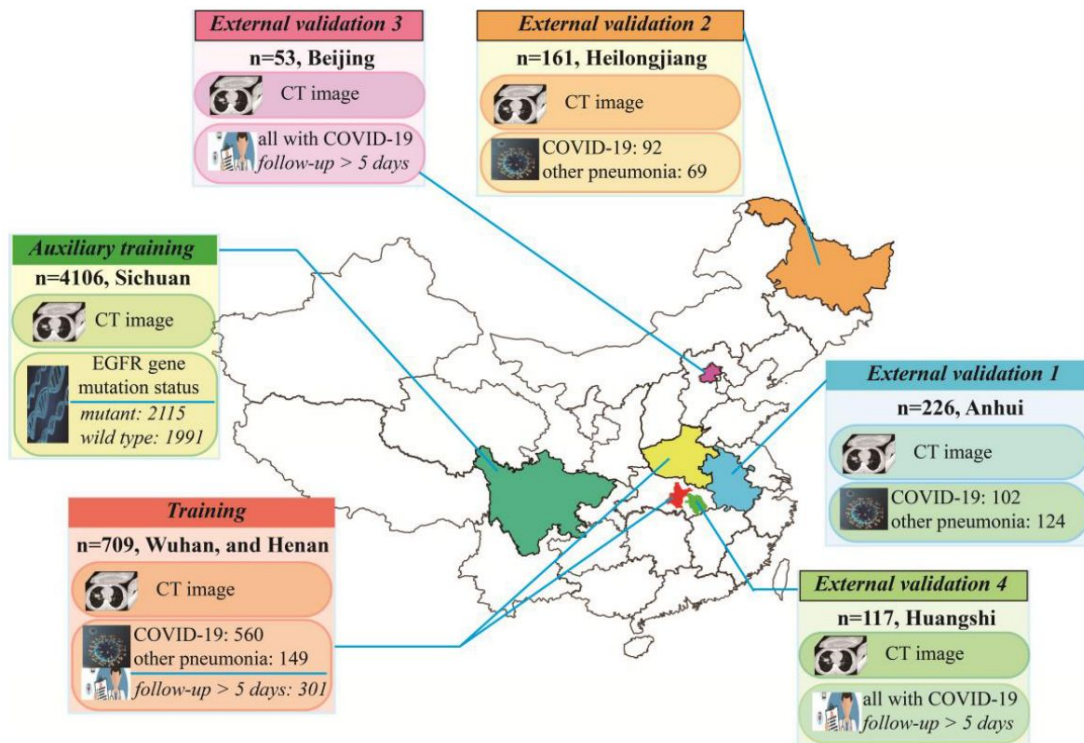 External validation 3
n=53, Beijing
CT image
all with COVID-19
follow-up > 5 days
External validation 2
n=161, Heilongjiang
CT image
COVID-19: 92
other pneumonia: 69
Auxiliary training
n=4106, Sichuan
CT image
EGFR gene
mutation status
mutant: 2115
wild type: 1991
External validation 1
n=226, Anhui
CT image
COVID-19: 102
other pneumonia: 124
Training
n=709, Wuhan, and Henan
CT image
COVID-19: 560
other pneumonia: 149
follow-up > 5 days: 301
External validation 4
n=117, Huangshi
CT image
all with COVID-19
follow-up > 5 days